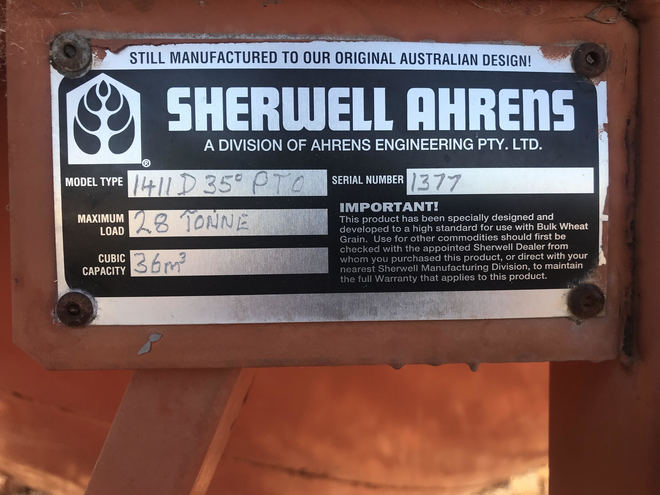 STILL MANUFACTURED TO OUR ORIGINAL AUSTRALIAN DESIGN!
SHERWELL AHRENS
®
A DIVISION OF AHRENS ENGINEERING PTY. LTD.
MODEL TYPE 1411 D 35° PTO SERIAL NUMBER 1377
MAXIMUM LOAD 28 TONNE
CUBIC CAPACITY 36m³
IMPORTANT!
This product has been specially designed and
developed to a high standard for use with Bulk Wheat
Grain. Use for other commodities should first be
checked with the appointed Sherwell Dealer from
whom you purchased this product, or direct with your
nearest Sherwell Manufacturing Division, to maintain
the full Warranty that applies to this product.